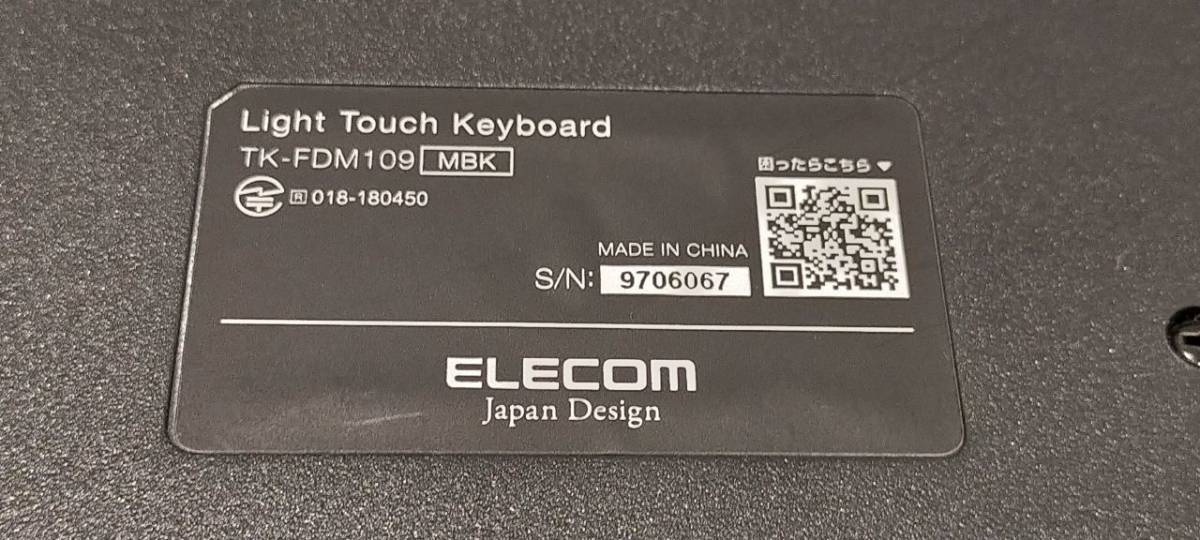 Light Touch Keyboard
TK-FDM109 MBK
R 018-180450
困ったらこちら▼
MADE IN CHINA
S/N: 9706067
ELECOM
Japan Design